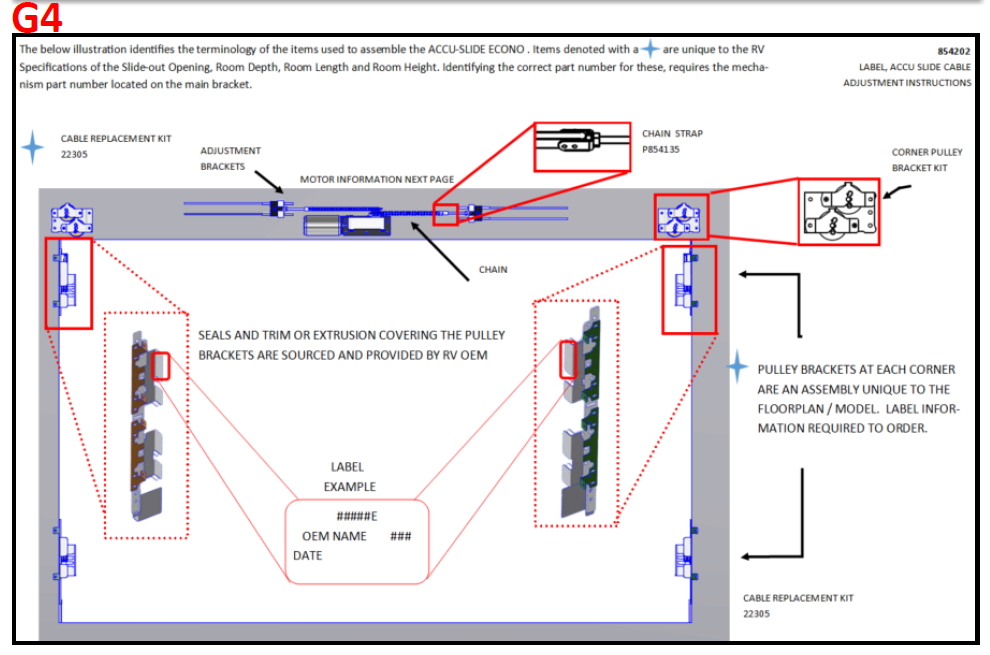 G4
The below illustration identifies the terminology of the items used to assemble the ACCU-SLIDE ECONO . Items denoted with a are unique to the RV
Specifications of the Slide-out Opening, Room Depth, Room Length and Room Height. Identifying the correct part number for these, requires the mecha-
nism part number located on the main bracket.
854202
LABEL, ACCU SLIDE CABLE
ADJUSTMENT INSTRUCTIONS
CABLE REPLACEMENT KIT
22305
ADJUSTMENT
BRACKETS
MOTOR INFORMATION NEXT PAGE
CHAIN STRAP
P854135
CORNER PULLEY
BRACKET KIT
CHAIN
SEALS AND TRIM OR EXTRUSION COVERING THE PULLEY
BRACKETS ARE SOURCED AND PROVIDED BY RV OEM
PULLEY BRACKETS AT EACH CORNER
ARE AN ASSEMBLY UNIQUE TO THE
FLOORPLAN / MODEL. LABEL INFOR-
MATION REQUIRED TO ORDER.
LABEL
EXAMPLE
#####E
OEM NAME ###
DATE
CABLE REPLACEMENT KIT
22305